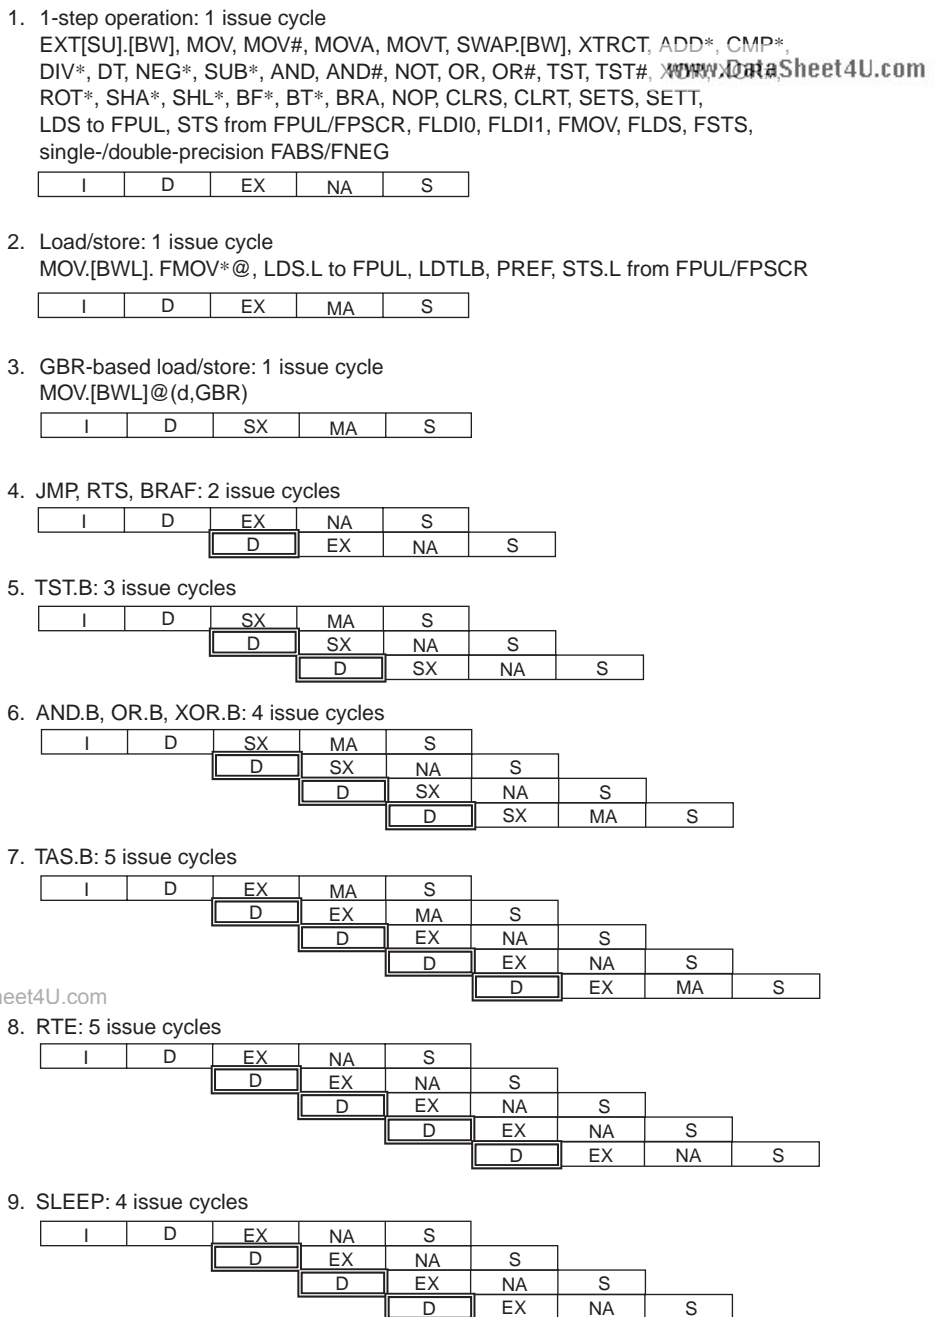 1. 1-step operation: 1 issue cycle
EXT[SU].[BW], MOV, MOV#, MOVA, MOVT, SWAP.[BW], XTRCT, ADD*, CMP*,
DIV*, DT, NEG*, SUB*, AND, AND#, NOT, OR, OR#, TST, TST#, XOR, XOR#,
www.DataSheet4U.com
ROT*, SHA*, SHL*, BF*, BT*, BRA, NOP, CLRS, CLRT, SETS, SETT,
LDS to FPUL, STS from FPUL/FPSCR, FLDI0, FLDI1, FMOV, FLDS, FSTS,
single-/double-precision FABS/FNEG
I D EX NA S
2. Load/store: 1 issue cycle
MOV.[BWL]. FMOV*@, LDS.L to FPUL, LDTLB, PREF, STS.L from FPUL/FPSCR
I D EX MA S
3. GBR-based load/store: 1 issue cycle
MOV.[BWL]@(d,GBR)
I D SX MA S
4. JMP, RTS, BRAF: 2 issue cycles
I D EX NA S
D EX NA S
5. TST.B: 3 issue cycles
I D SX MA S
D SX NA S
D SX NA S
6. AND.B, OR.B, XOR.B: 4 issue cycles
I D SX MA S
D SX NA S
D SX NA S
D SX MA S
7. TAS.B: 5 issue cycles
I D EX MA S
D EX MA S
D EX NA S
D EX NA S
D EX MA S
eet4U.com
8. RTE: 5 issue cycles
I D EX NA S
D EX NA S
D EX NA S
D EX NA S
D EX NA S
9. SLEEP: 4 issue cycles
I D EX NA S
D EX NA S
D EX NA S
D EX NA S